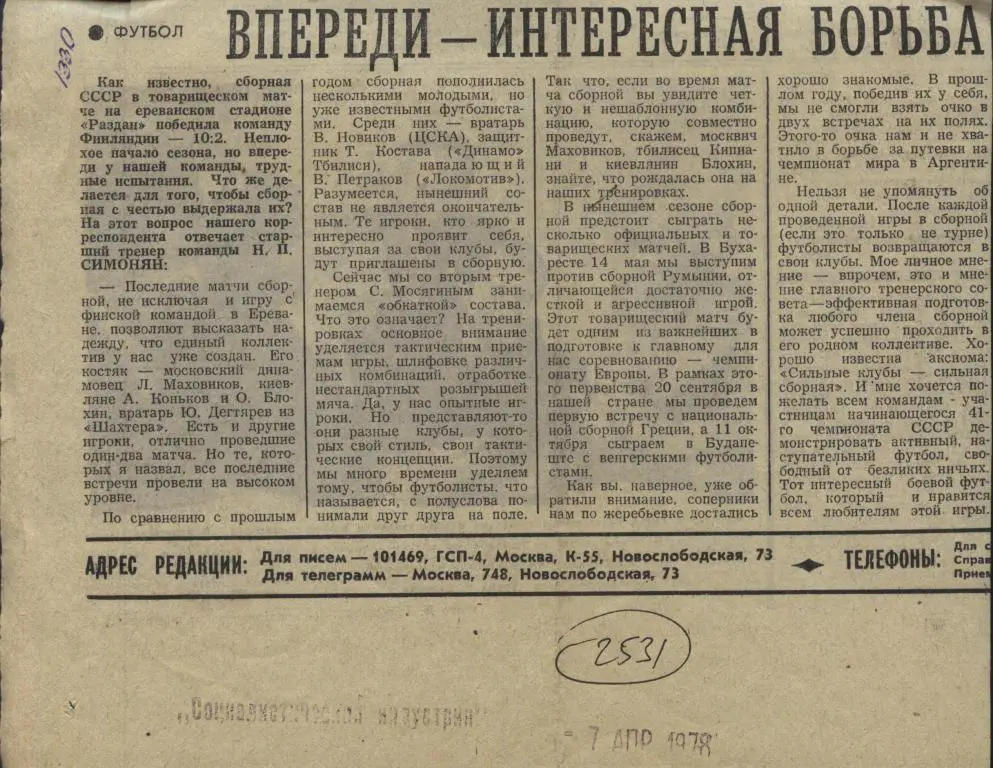 1330
● ФУТБОЛ
ВПЕРЕДИ — ИНТЕРЕСНАЯ БОРЬБА
Как известно, сборная
СССР в товарищеском мат-
че на ереванском стадионе
«Раздан» победила команду
Финляндии — 10:2. Непло-
хое начало сезона, но впере-
ди у нашей команды, труд-
ные испытания. Что же де-
лается для того, чтобы сбор-
ная с честью выдержала их?
На этот вопрос нашего кор-
респондента отвечает стар-
ший тренер команды Н. П.
СИМОНЯН:
— Последние матчи сбор-
ной, не исключая и игру с
финской командой в Ерева-
не, позволяют высказать на-
дежду, что единый коллек-
тив у нас уже создан. Его
костяк — московский дина-
мовец Л. Маховиков, киев-
ляне А. Коньков и О. Бло-
хин, вратарь Ю. Дегтярев из
«Шахтера». Есть и другие
игроки, отлично проведшие
один-два матча. Но те, кото-
рых я назвал, все последние
встречи провели на высоком
уровне.
По сравнению с прошлым
годом сборная пополнилась
несколькими молодыми, но
уже известными футболиста-
ми. Среди них — вратарь
В. Новиков (ЦСКА), защит-
ник Т. Костава («Динамо»
Тбилиси), нападающий
В. Петраков («Локомотив»).
Разумеется, нынешний со-
став не является окончатель-
ным. Те игроки, кто ярко и
интересно проявит себя,
выступая за свои клубы, бу-
дут приглашены в сборную.
Сейчас мы со вторым тре-
нером С. Мосягиным зани-
маемся «обкаткой» состава.
Что это означает? На трени-
ровках основное внимание
уделяется тактическим прие-
мам игры, шлифовке различ-
ных комбинаций, отработке
нестандартных розыгрышей
мяча. Да, у нас опытные иг-
роки. Но представляют-то
они разные клубы, у кото-
рых свой стиль, свои такти-
ческие концепции. Поэтому
мы много времени уделяем
тому, чтобы футболисты, что
называется, с полуслова по-
нимали друг друга на поле.
Так что, если во время мат-
ча сборной вы увидите чет-
кую и нешаблонную комби-
нацию, которую совместно
проведут, скажем, москвич
Маховиков, тбилисец Кипиа-
ни и киевлянин Блохин,
знайте, что рождалась она на
наших тренировках.
В нынешнем сезоне сбор-
ной предстоит сыграть не-
сколько официальных и то-
варищеских матчей. В Буха-
ресте 14 мая мы выступим
против сборной Румынии, от-
личающейся достаточно же-
сткой и агрессивной игрой.
Этот товарищеский матч бу-
дет одним из важнейших в
подготовке к главному для
нас соревнованию — чемпи-
онату Европы. В рамках это-
го первенства 20 сентября в
нашей стране мы проведем
первую встречу с националь-
ной сборной Греции, а 11 ок-
тября сыграем в Будапе-
ште с венгерскими футболи-
стами.
Как вы, наверное, уже об-
ратили внимание, соперники
нам по жеребьевке достались
хорошо знакомые. В прош-
лом году, победив их у себя,
мы не смогли взять очко в
двух встречах на их полях.
Этого-то очка нам и не хва-
тило в борьбе за путевки на
чемпионат мира в Аргенти-
не.
Нельзя не упомянуть об
одной детали. После каждой
проведенной игры в сборной
(если это только не турне)
футболисты возвращаются в
свои клубы. Мое личное мне-
ние — впрочем, это и мне-
ние главного тренерского со-
вета—эффективная подготов-
ка любого члена сборной
может успешно проходить в
его родном коллективе. Хо-
рошо известна аксиома:
«Сильные клубы — сильная
сборная». И мне хочется по-
желать всем командам - уча-
стницам начинающегося 41-
го чемпионата СССР де-
монстрировать активный, на-
ступательный футбол, сво-
бодный от безликих ничьих.
Тот интересный боевой фут-
бол, который и нравится
всем любителям этой игры.
АДРЕС РЕДАКЦИИ: Для писем — 101469, ГСП-4, Москва, К-55, Новослободская, 73
Для телеграмм — Москва, 748, Новослободская, 73
ТЕЛЕФОНЫ: Для с
Справ
Прием
2531
„Социалистическая индустрия“
- 7 АПР 1978